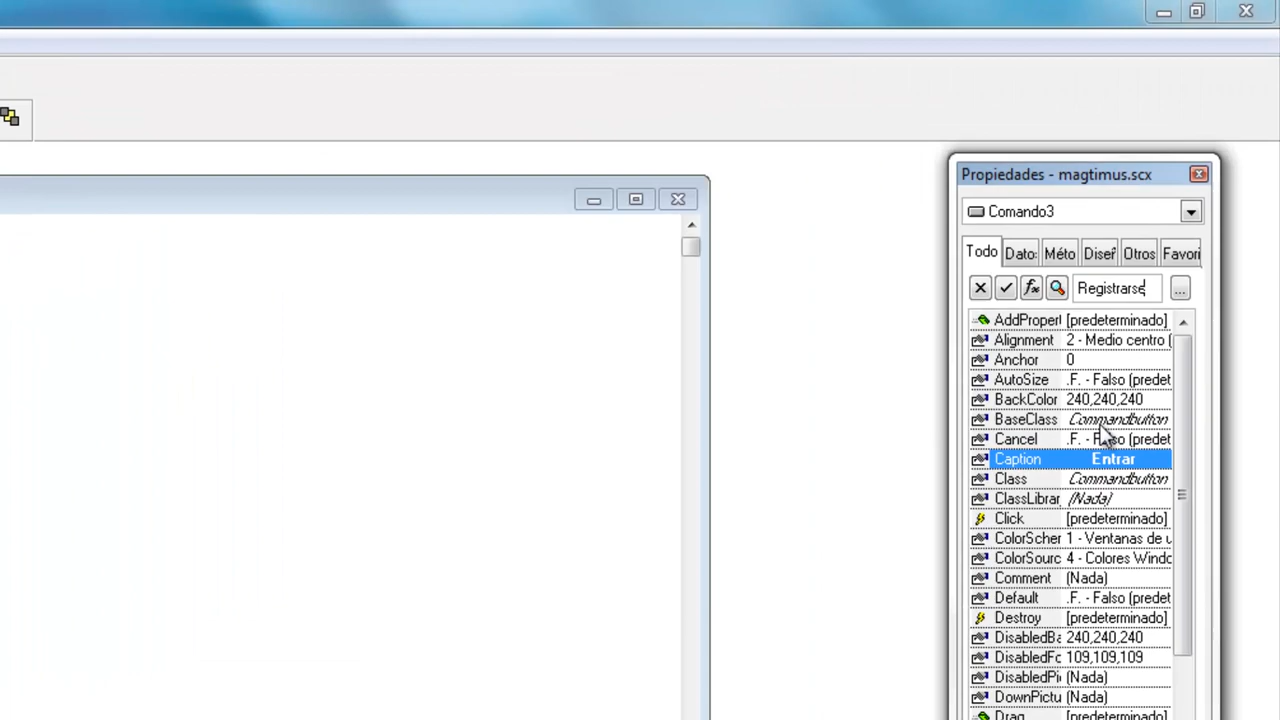 Propiedades - magtimus.scx
Comando3
Todo Dato: Méto Diseñ Otros Favori
Registrarse ...
AddPropert [predeterminado]
Alignment 2 - Medio centro (
Anchor 0
AutoSize .F. - Falso (predet
BackColor 240,240,240
BaseClass Commandbutton
Cancel .F. - Falso (predet
Caption Entrar
Class Commandbutton
ClassLibrar (Nada)
Click [predeterminado]
ColorScher 1 - Ventanas de u
ColorSourc 4 - Colores Windo
Comment (Nada)
Default .F. - Falso (predet
Destroy [predeterminado]
DisabledBa 240,240,240
DisabledFo 109,109,109
DisabledPi (Nada)
DownPictu (Nada)
Drag [predeterminado]